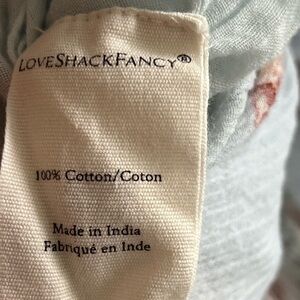 LOVESHACKFANCY®
100% Cotton/Coton
Made in India
Fabriqué en Inde